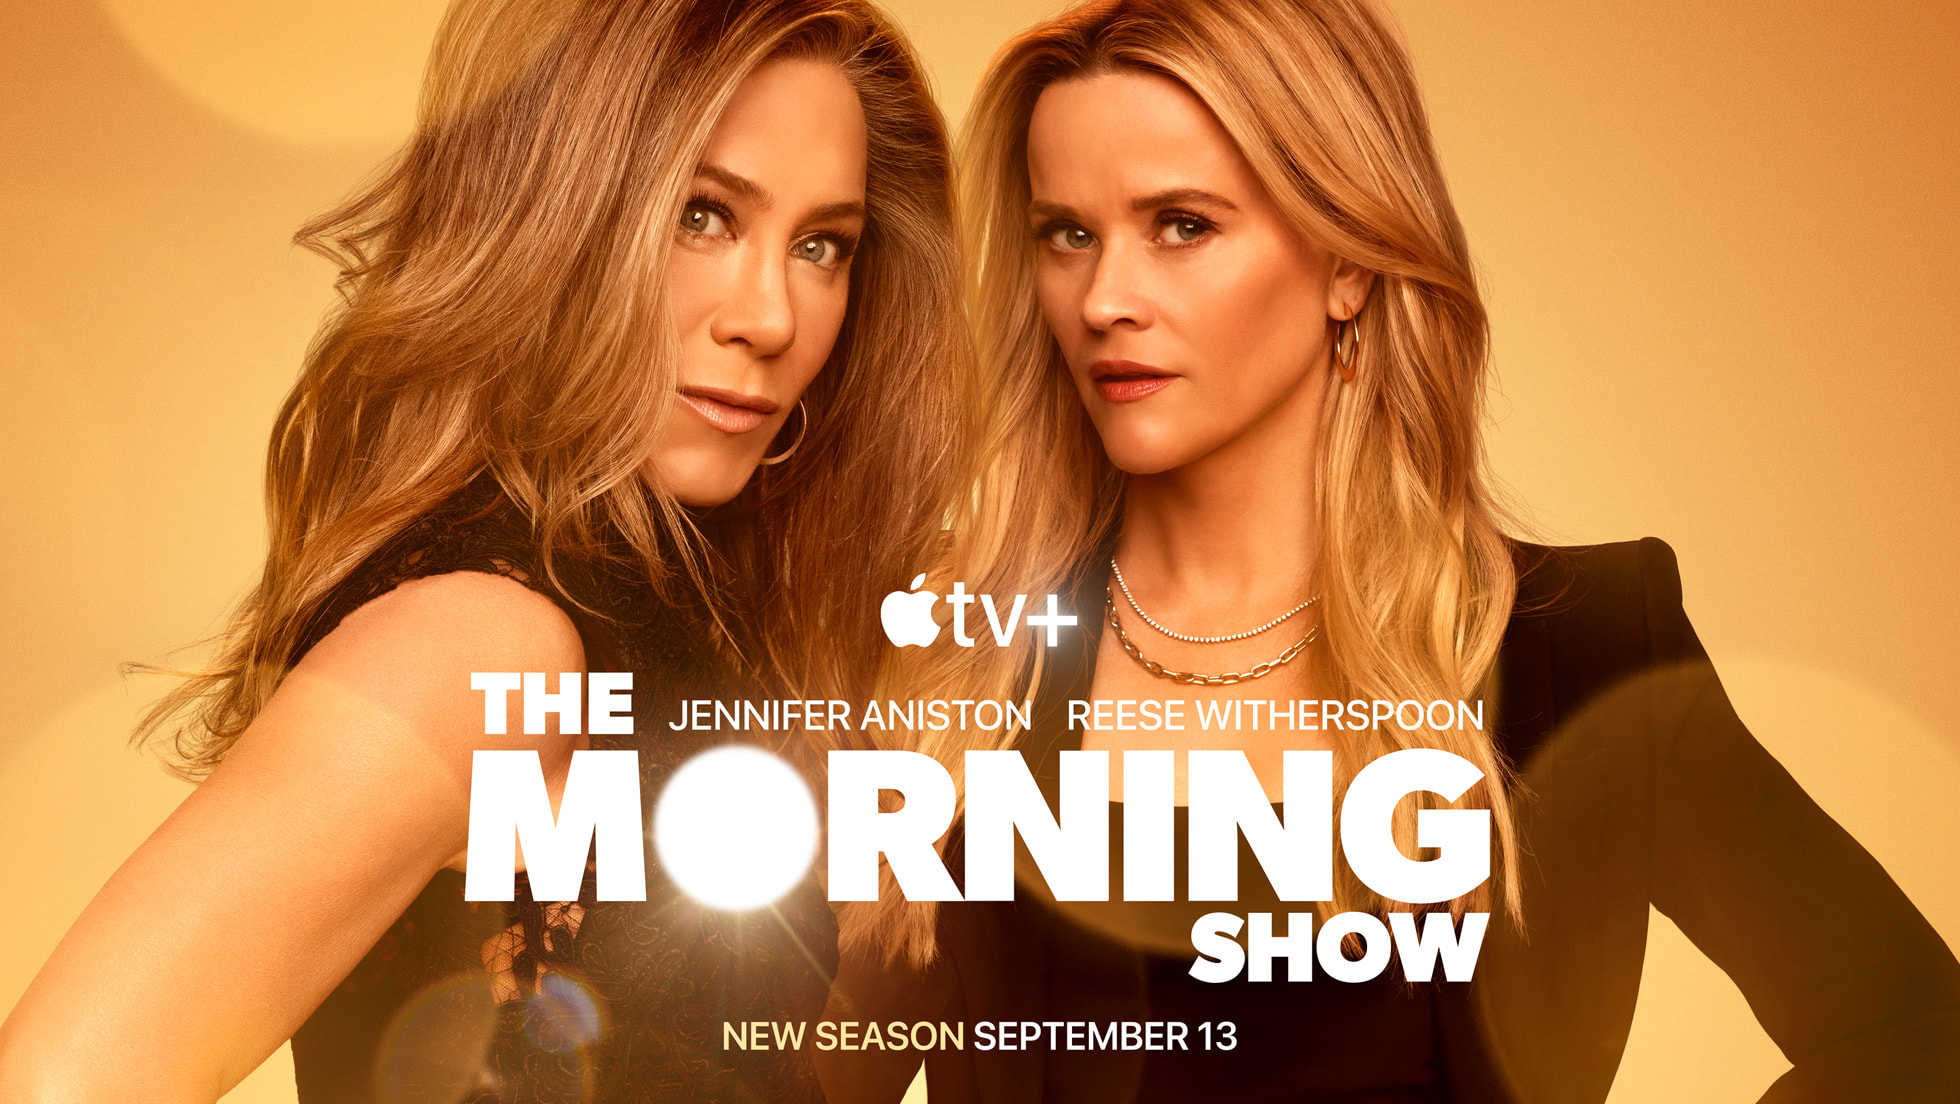 tv+
THE JENNIFER ANISTON REESE WITHERSPOON
MORNING
SHOW
NEW SEASON SEPTEMBER 13